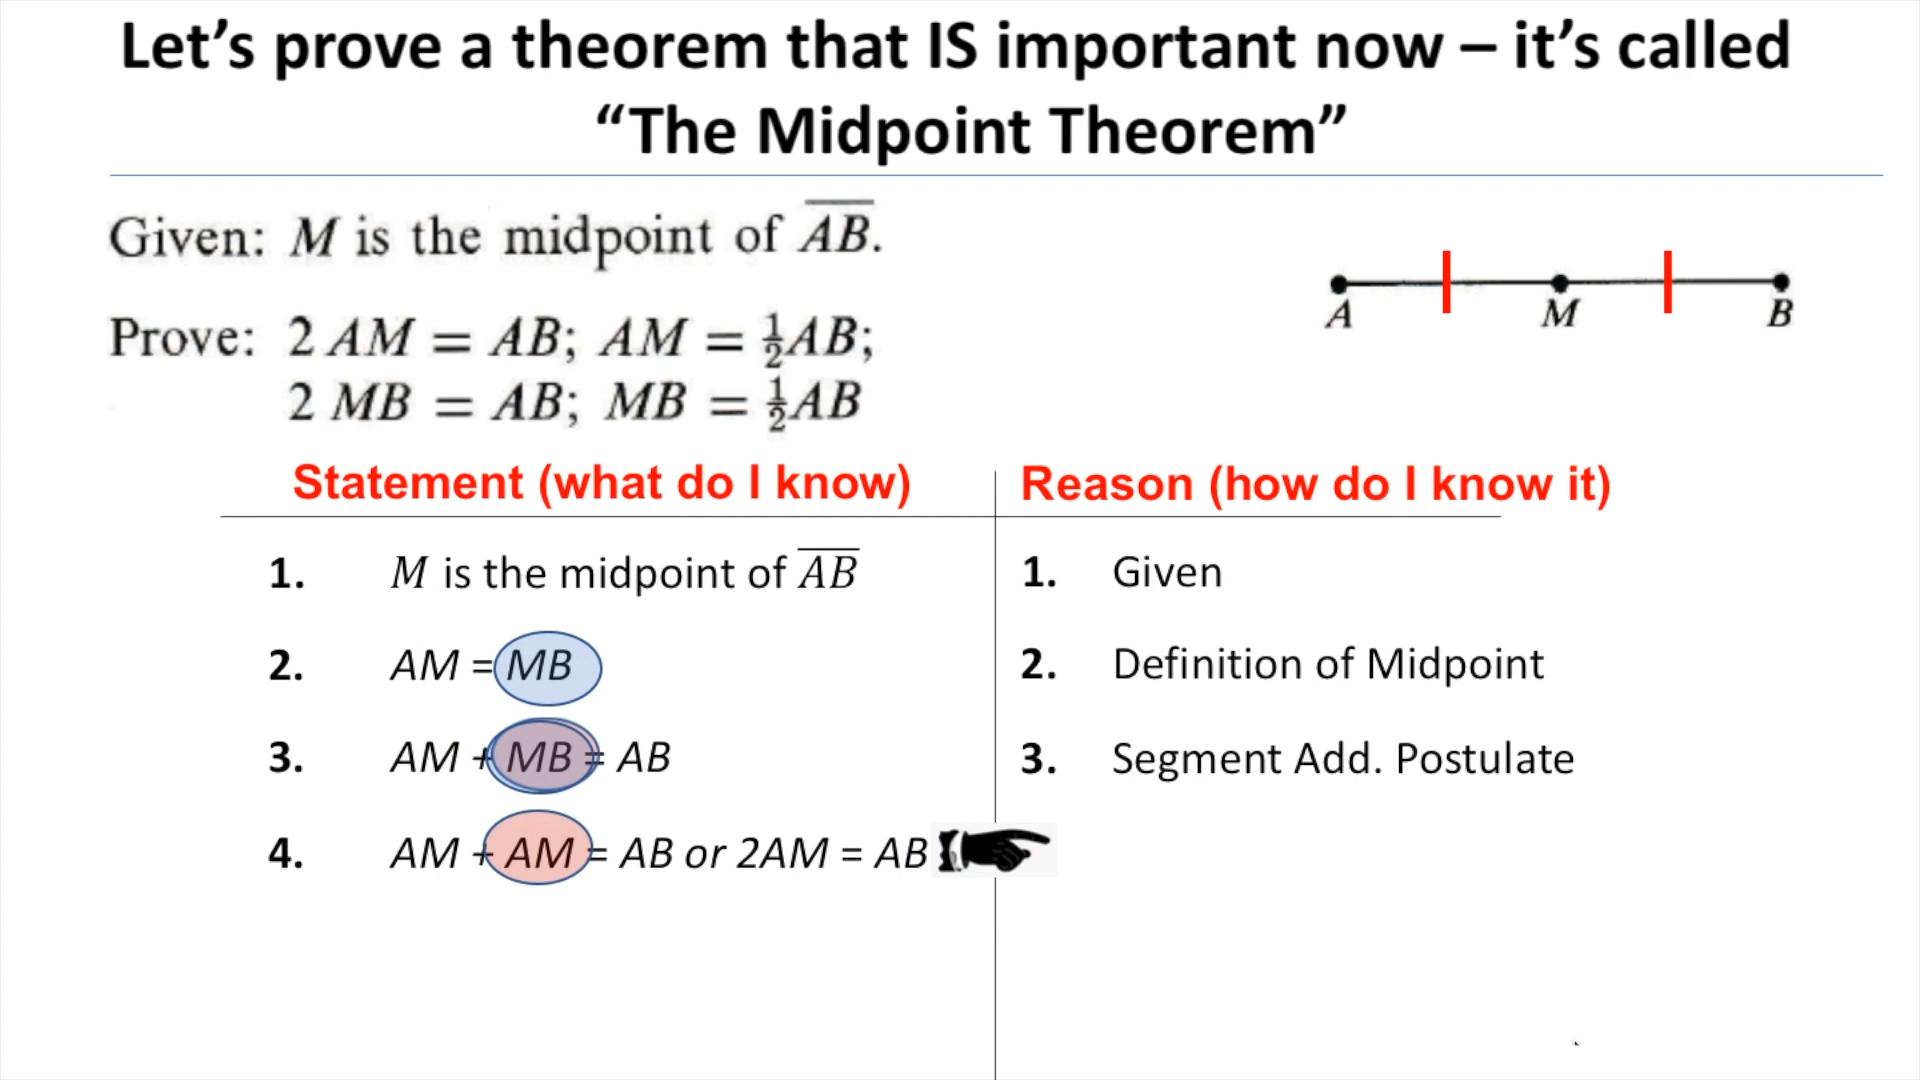 Let’s prove a theorem that IS important now – it’s called
“The Midpoint Theorem”
Given: M is the midpoint of A̅B̅.
Prove: 2 AM = AB; AM = ½AB;
2 MB = AB; MB = ½AB
A M B
Statement (what do I know) Reason (how do I know it)
1. M is the midpoint of A̅B̅ 1. Given
2. AM = MB 2. Definition of Midpoint
3. AM + MB = AB 3. Segment Add. Postulate
4. AM + AM = AB or 2AM = AB